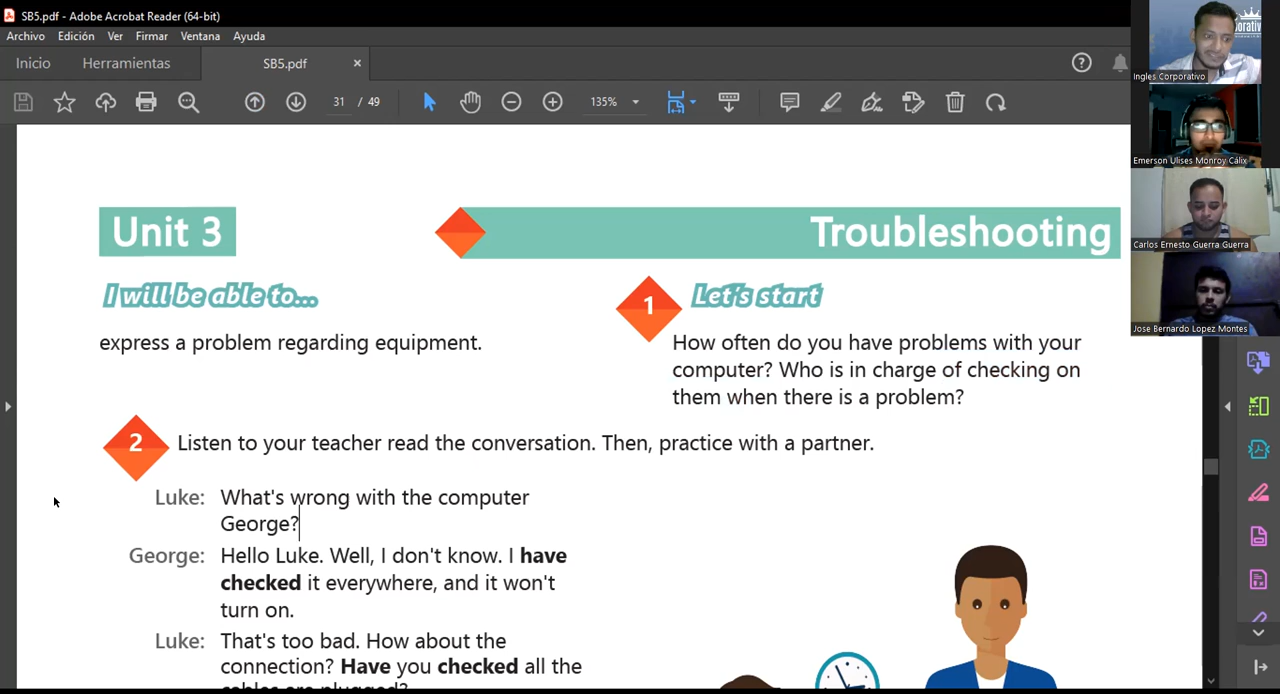 SB5.pdf - Adobe Acrobat Reader (64-bit)
Archivo Edición Ver Firmar Ventana Ayuda
Inicio Herramientas SB5.pdf ×
31 / 49 135%
Unit 3 Troubleshooting
I will be able to...
express a problem regarding equipment.
1 Let's start
How often do you have problems with your
computer? Who is in charge of checking on
them when there is a problem?
2 Listen to your teacher read the conversation. Then, practice with a partner.
Luke: What's wrong with the computer
George?
George: Hello Luke. Well, I don't know. I have
checked it everywhere, and it won't
turn on.
Luke: That's too bad. How about the
connection? Have you checked all the
cables are plugged?
Ingles Corporativo
Emerson Ulises Monroy Cálix
Carlos Ernesto Guerra Guerra
Jose Bernardo Lopez Montes